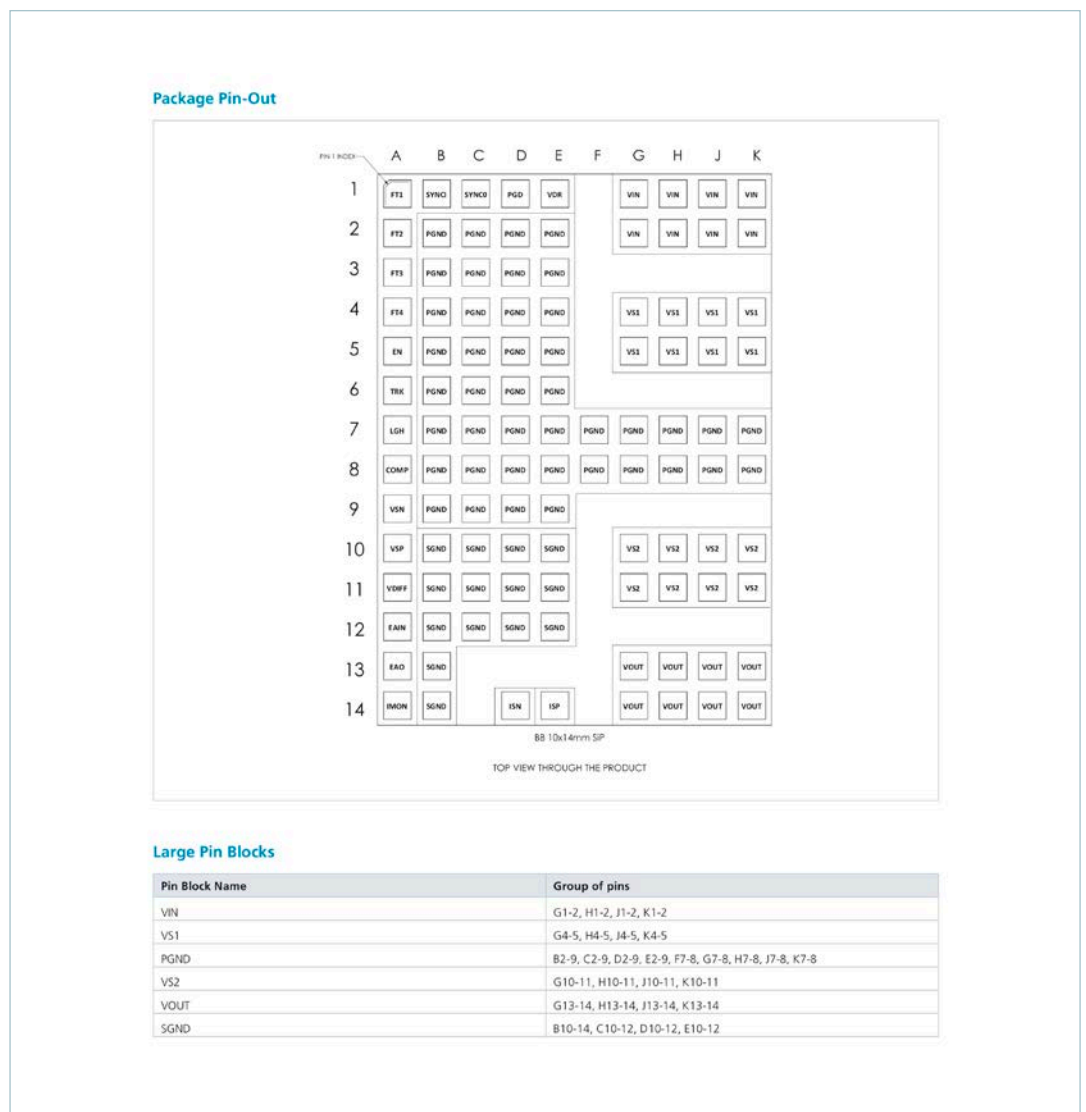 Package Pin-Out
PIN 1 INDEX A B C D E F G H J K
1 FT1 SYNCI SYNCO PGD VDR VIN VIN VIN VIN
2 FT2 PGND PGND PGND PGND VIN VIN VIN VIN
3 FT3 PGND PGND PGND PGND
4 FT4 PGND PGND PGND PGND VS1 VS1 VS1 VS1
5 EN PGND PGND PGND PGND VS1 VS1 VS1 VS1
6 TRK PGND PGND PGND PGND
7 LGH PGND PGND PGND PGND PGND PGND PGND PGND PGND
8 COMP PGND PGND PGND PGND PGND PGND PGND PGND PGND
9 VSN PGND PGND PGND PGND
10 VSP SGND SGND SGND SGND VS2 VS2 VS2 VS2
11 VDIFF SGND SGND SGND SGND VS2 VS2 VS2 VS2
12 EAIN SGND SGND SGND SGND
13 EAO SGND VOUT VOUT VOUT VOUT
14 IMON SGND ISN ISP VOUT VOUT VOUT VOUT
BB 10x14mm SiP
TOP VIEW THROUGH THE PRODUCT
Large Pin Blocks
Pin Block Name Group of pins
VIN G1-2, H1-2, J1-2, K1-2
VS1 G4-5, H4-5, J4-5, K4-5
PGND B2-9, C2-9, D2-9, E2-9, F7-8, G7-8, H7-8, J7-8, K7-8
VS2 G10-11, H10-11, J10-11, K10-11
VOUT G13-14, H13-14, J13-14, K13-14
SGND B10-14, C10-12, D10-12, E10-12